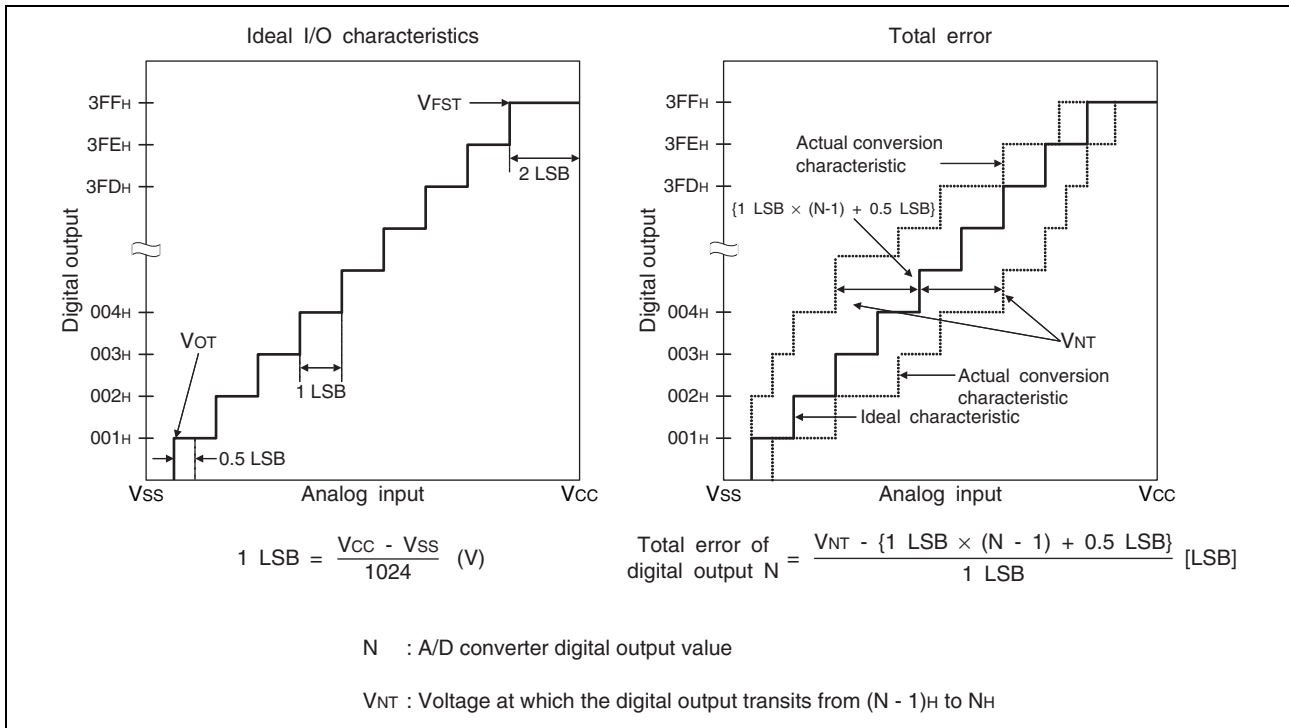 Ideal I/O characteristics
3FFH
3FEH
3FDH
004H
003H
002H
001H
Digital output
VFST
2 LSB
VOT
1 LSB
0.5 LSB
VSS
Analog input
VCC
1 LSB = VCC - VSS / 1024 (V)
Total error
3FFH
3FEH
3FDH
004H
003H
002H
001H
Digital output
Actual conversion
characteristic
{1 LSB × (N-1) + 0.5 LSB}
VNT
Actual conversion
characteristic
Ideal characteristic
VSS
Analog input
VCC
Total error of
digital output N = VNT - {1 LSB × (N - 1) + 0.5 LSB} / 1 LSB [LSB]
N : A/D converter digital output value
VNT : Voltage at which the digital output transits from (N - 1)H to NH